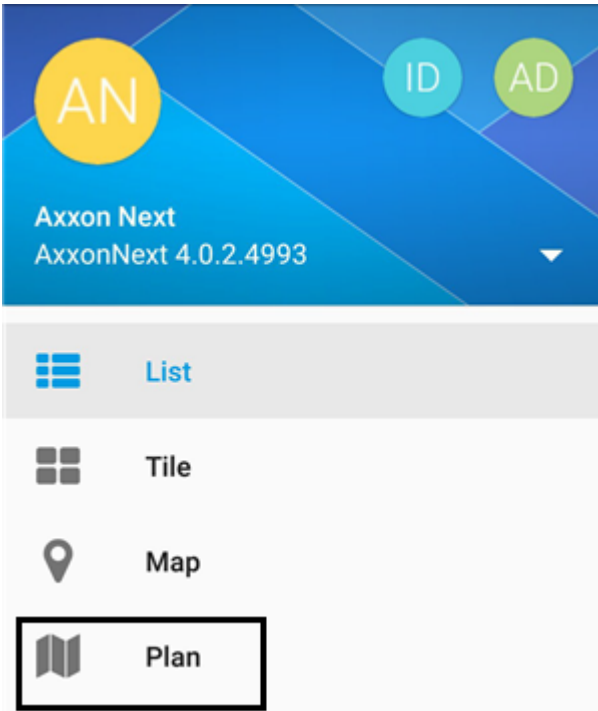 AN
ID
AD
Axxon Next
AxxonNext 4.0.2.4993
List
Tile
Map
Plan